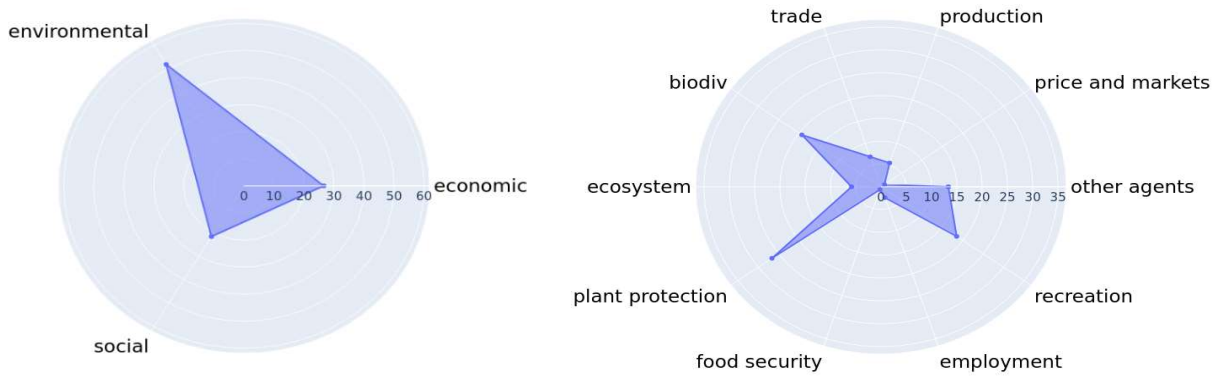 environmental
economic
social
0 10 20 30 40 50 60
trade
production
biodiv
price and markets
ecosystem
other agents
0 5 10 15 20 25 30 35
plant protection
recreation
food security
employment